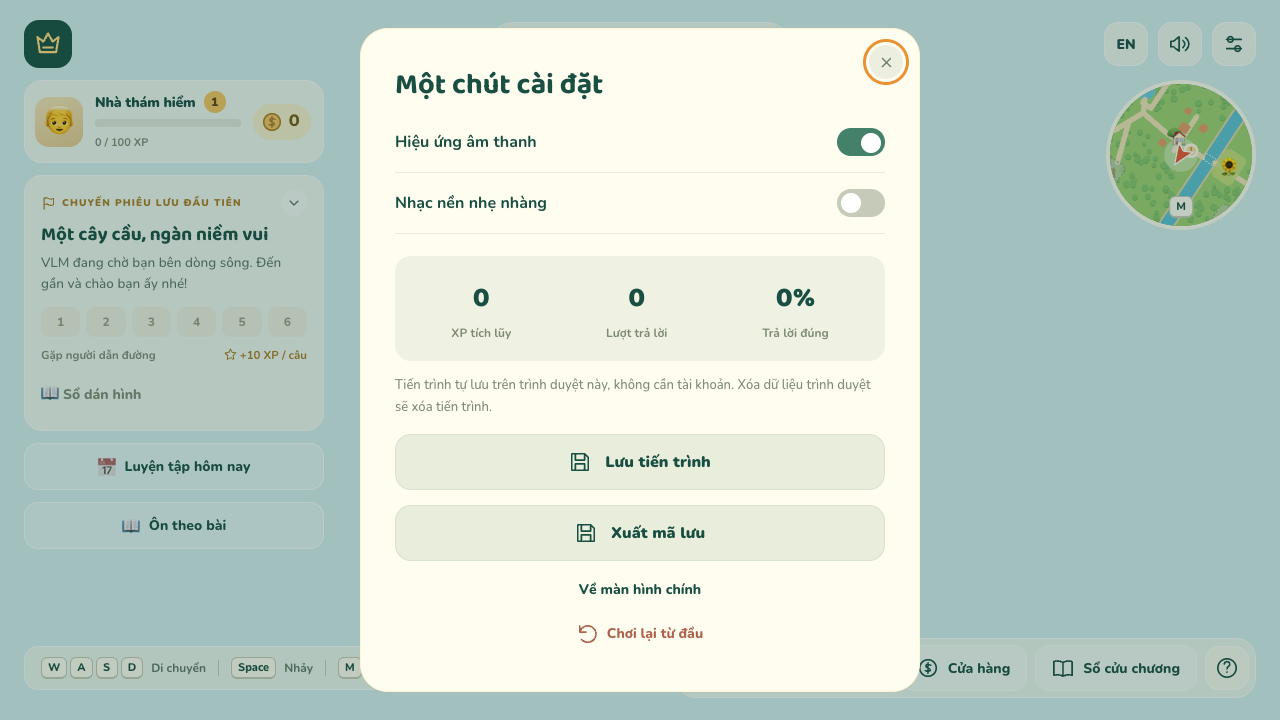 EN
Nhà thám hiểm 1
0
0 / 100 XP
CHUYẾN PHIÊU LƯU ĐẦU TIÊN
Một cây cầu, ngàn niềm vui
VLM đang chờ bạn bên dòng sông. Đến
gần và chào bạn ấy nhé!
1 2 3 4 5 6
Gặp người dẫn đường
+10 XP / câu
Sổ dán hình
Luyện tập hôm nay
Ôn theo bài
W A S D Di chuyển
Space Nhảy
M
Một chút cài đặt
Hiệu ứng âm thanh
Nhạc nền nhẹ nhàng
0 0 0%
XP tích lũy Lượt trả lời Trả lời đúng
Tiến trình tự lưu trên trình duyệt này, không cần tài khoản. Xóa dữ liệu trình duyệt
sẽ xóa tiến trình.
Lưu tiến trình
Xuất mã lưu
Về màn hình chính
Chơi lại từ đầu
M
Cửa hàng
Sổ cửu chương